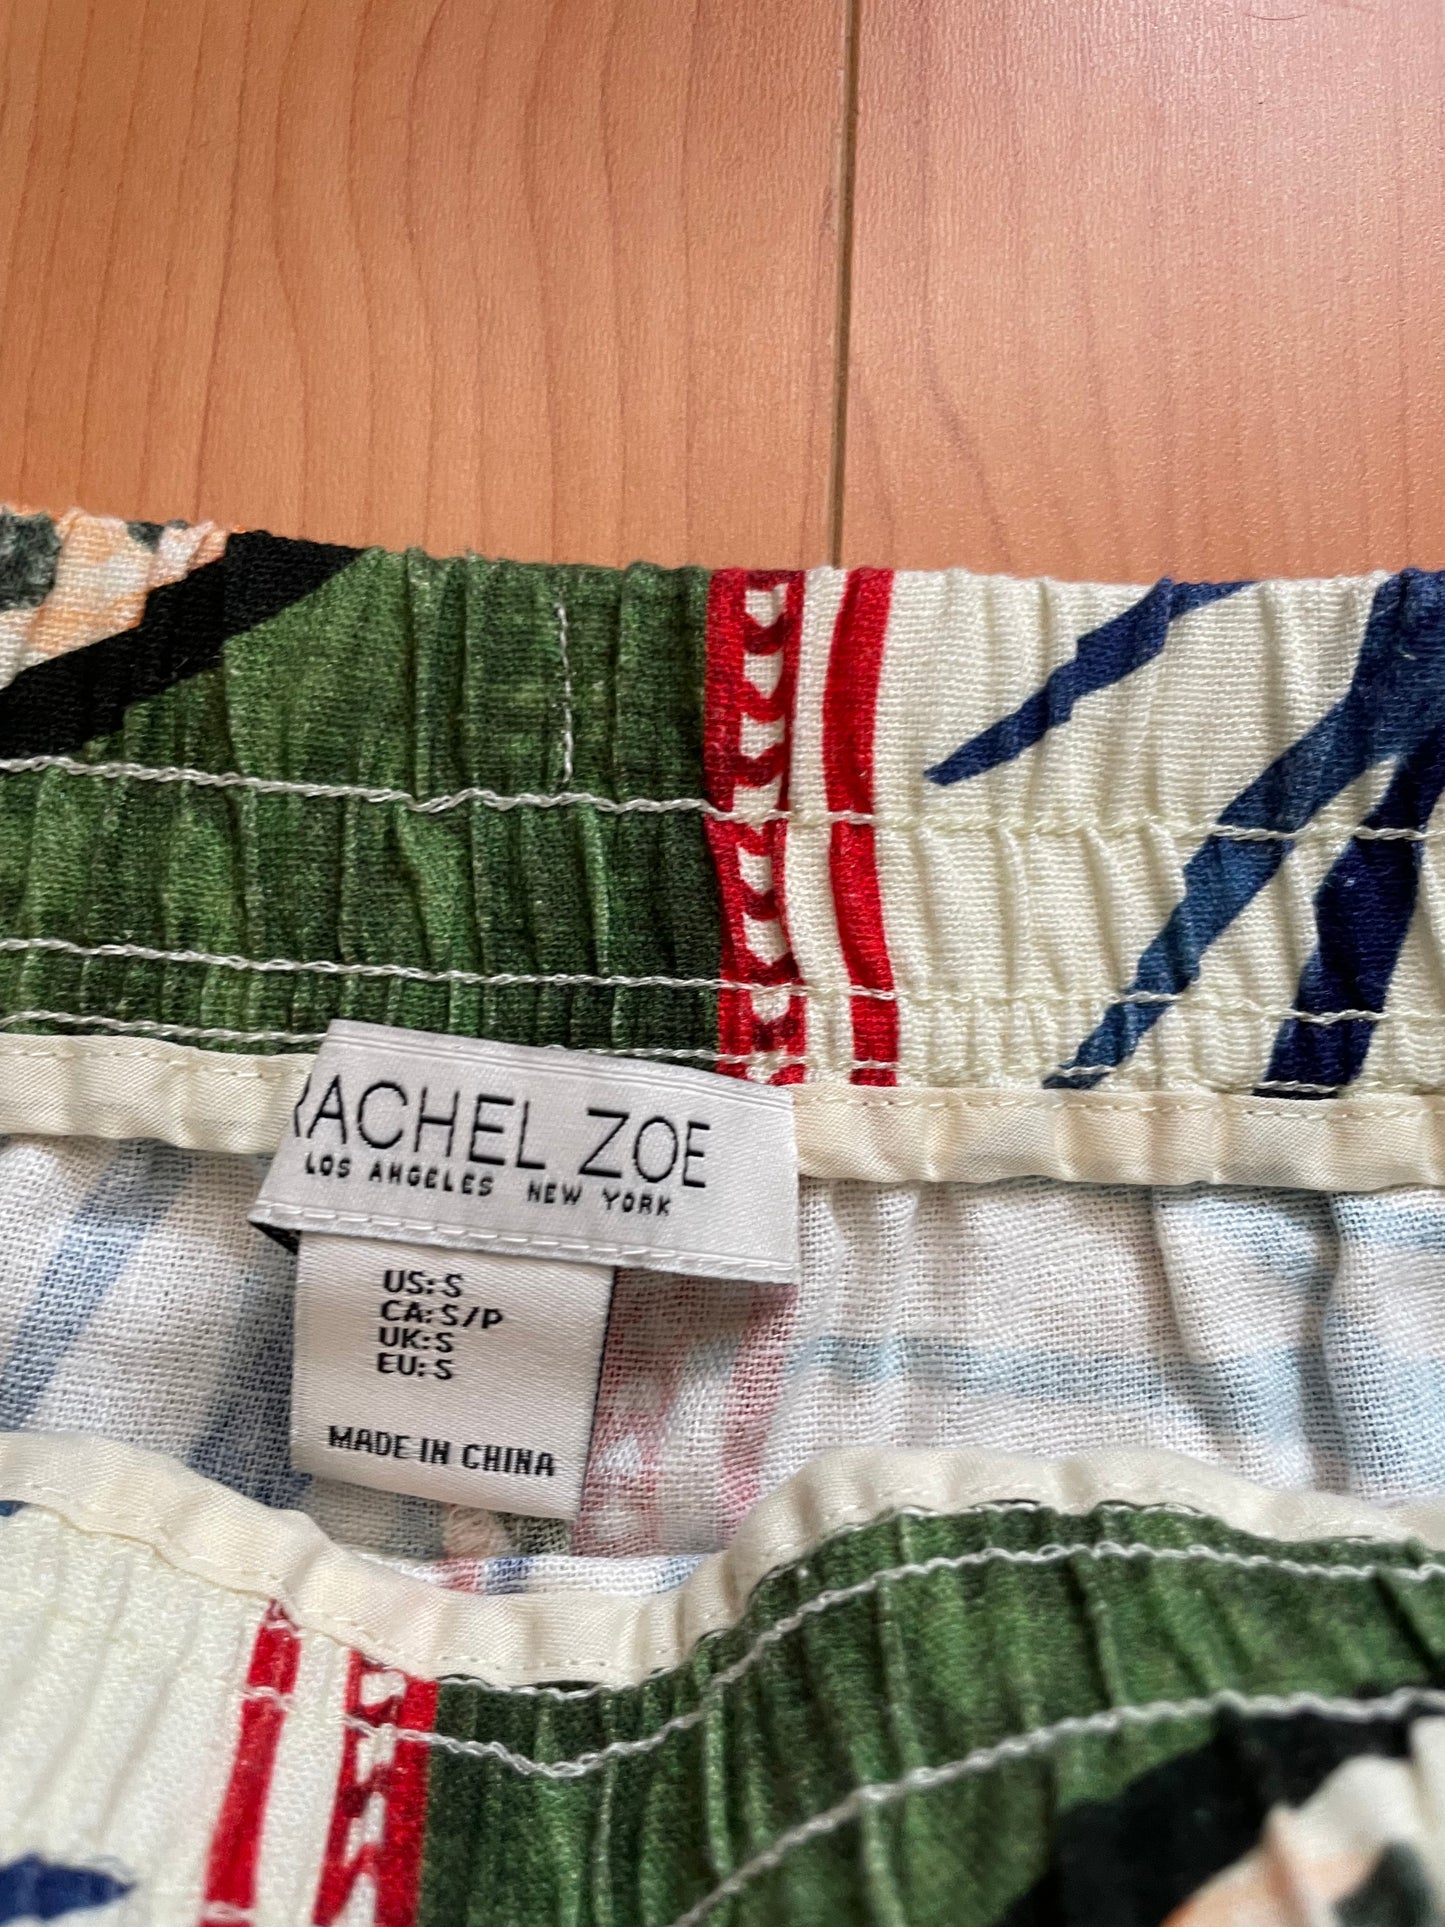 RACHEL ZOE
LOS ANGELES NEW YORK
US:S
CA:S/P
UK:S
EU:S
MADE IN CHINA